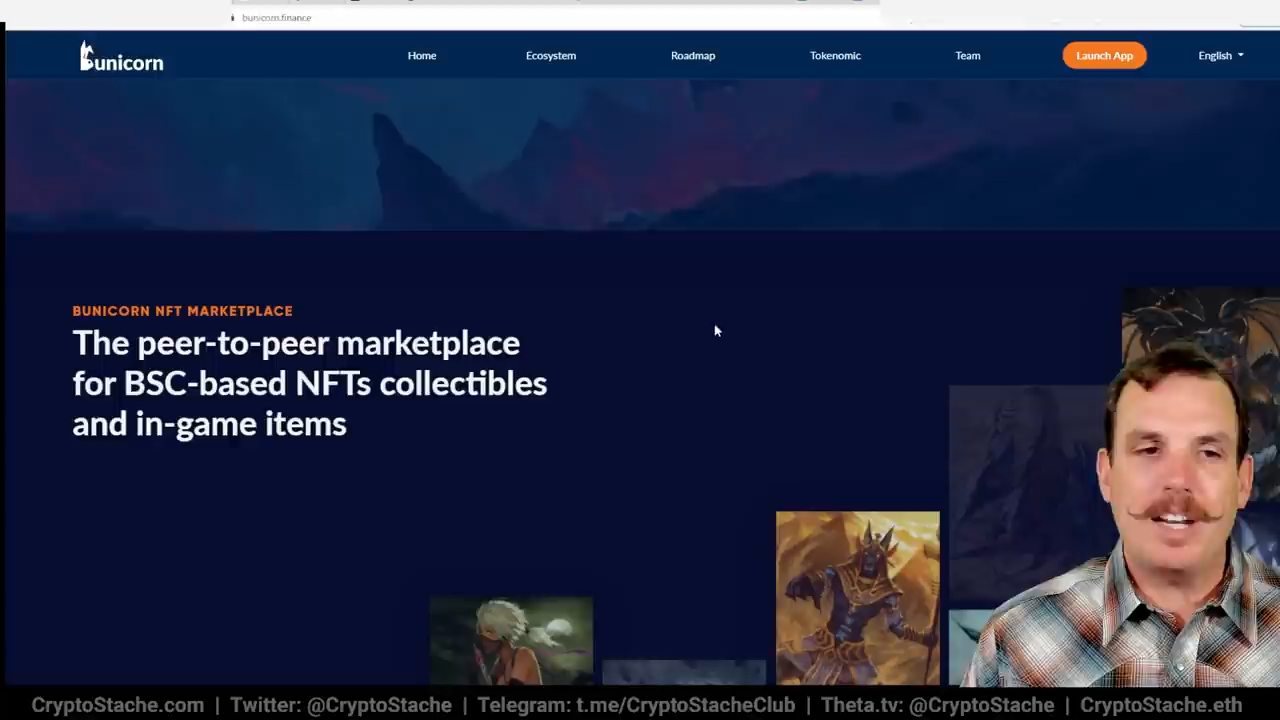 bunicorn.finance
bunicorn
Home
Ecosystem
Roadmap
Tokenomic
Team
Launch App
English
BUNICORN NFT MARKETPLACE
The peer-to-peer marketplace
for BSC-based NFTs collectibles
and in-game items
CryptoStache.com | Twitter: @CryptoStache | Telegram: t.me/CryptoStacheClub | Theta.tv: @CryptoStache | CryptoStache.eth